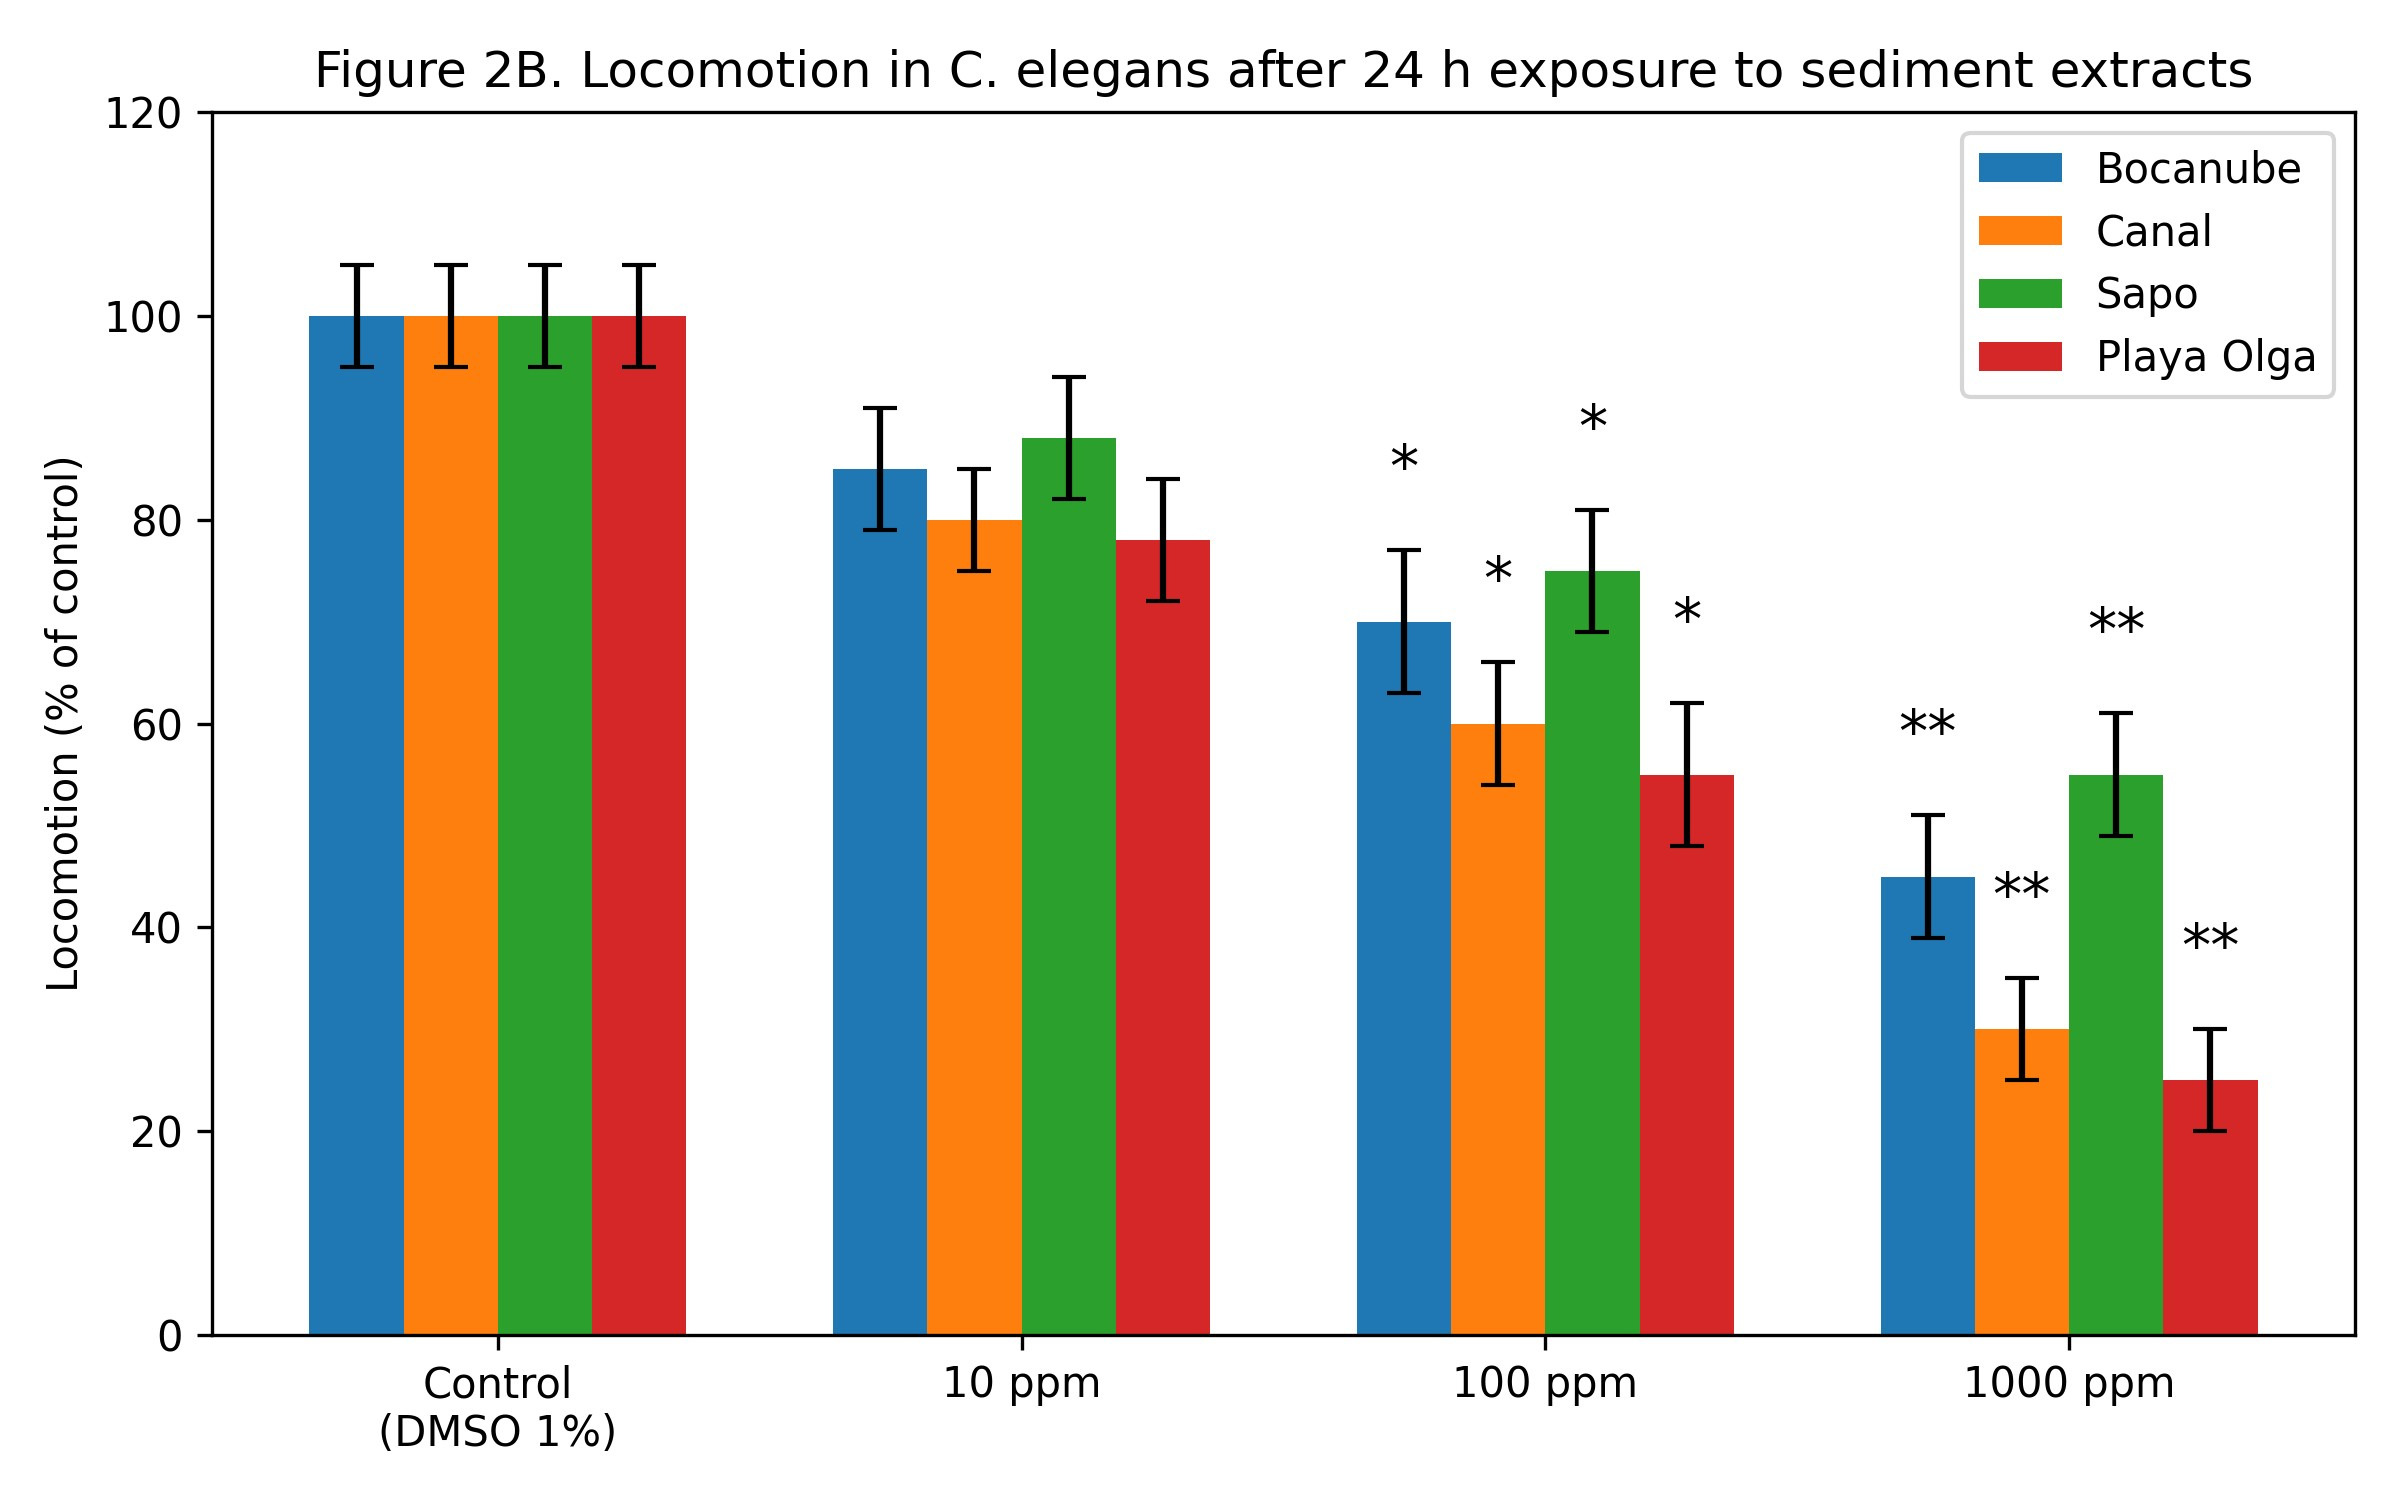 Figure 2B. Locomotion in C. elegans after 24 h exposure to sediment extracts
Locomotion (% of control)
120
100
80
60
40
20
0
Bocanube
Canal
Sapo
Playa Olga
*
*
*
*
**
**
**
**
Control
(DMSO 1%)
10 ppm
100 ppm
1000 ppm